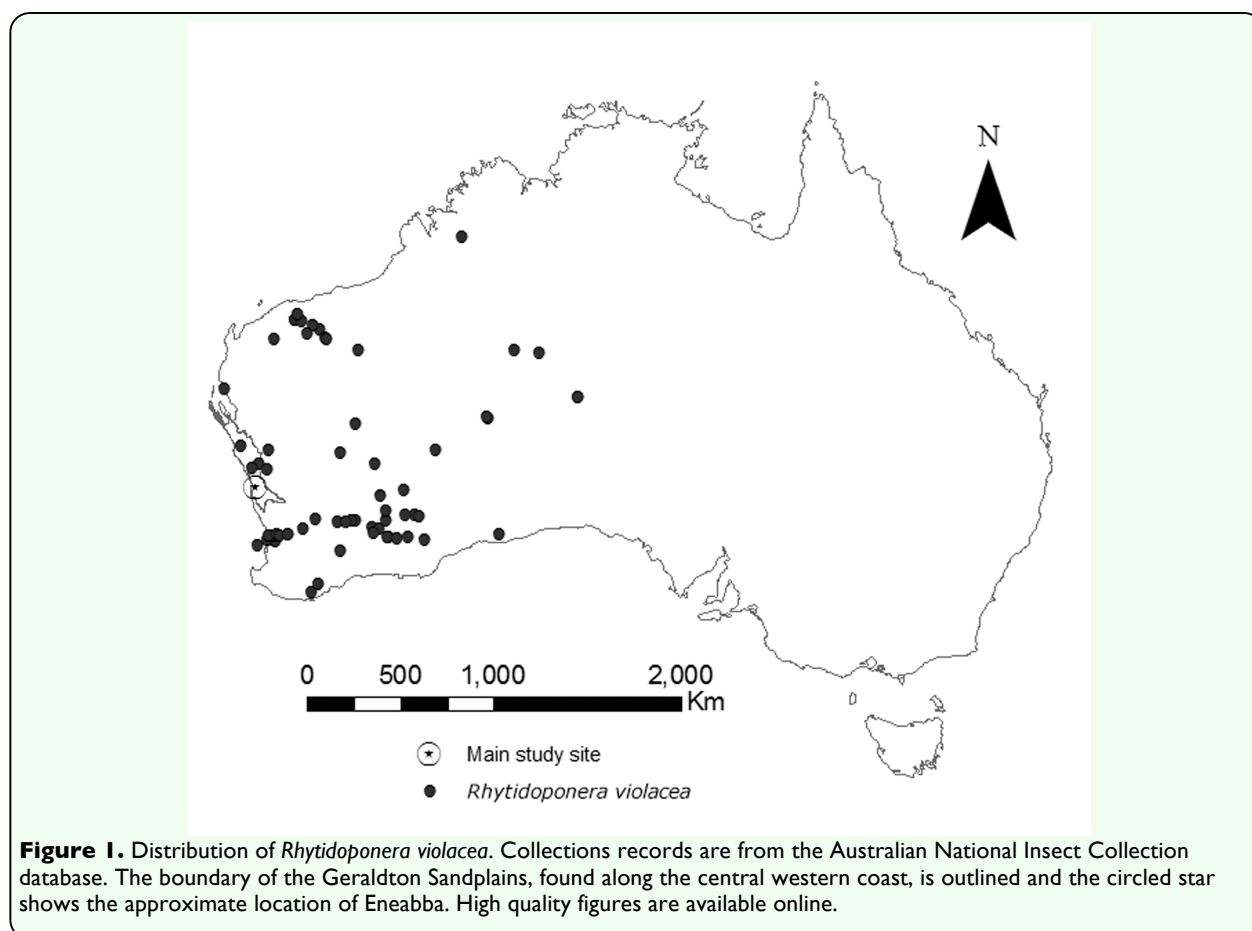 N
0 500 1,000 2,000
Km
Main study site
Rhytidoponera violacea
Figure 1. Distribution of Rhytidoponera violacea. Collections records are from the Australian National Insect Collection
database. The boundary of the Geraldton Sandplains, found along the central western coast, is outlined and the circled star
shows the approximate location of Eneabba. High quality figures are available online.